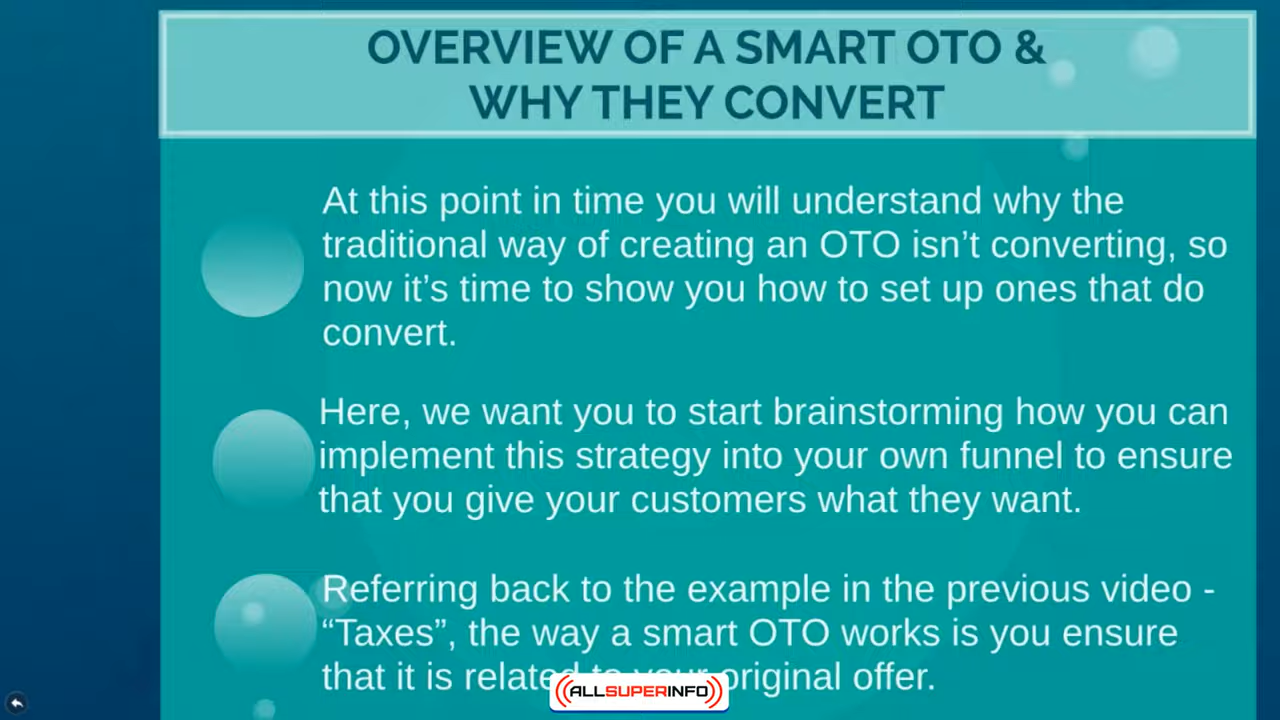 OVERVIEW OF A SMART OTO &
WHY THEY CONVERT
At this point in time you will understand why the
traditional way of creating an OTO isn’t converting, so
now it’s time to show you how to set up ones that do
convert.
Here, we want you to start brainstorming how you can
implement this strategy into your own funnel to ensure
that you give your customers what they want.
Referring back to the example in the previous video -
“Taxes”, the way a smart OTO works is you ensure
that it is related to your original offer.
ALLSUPERINFO